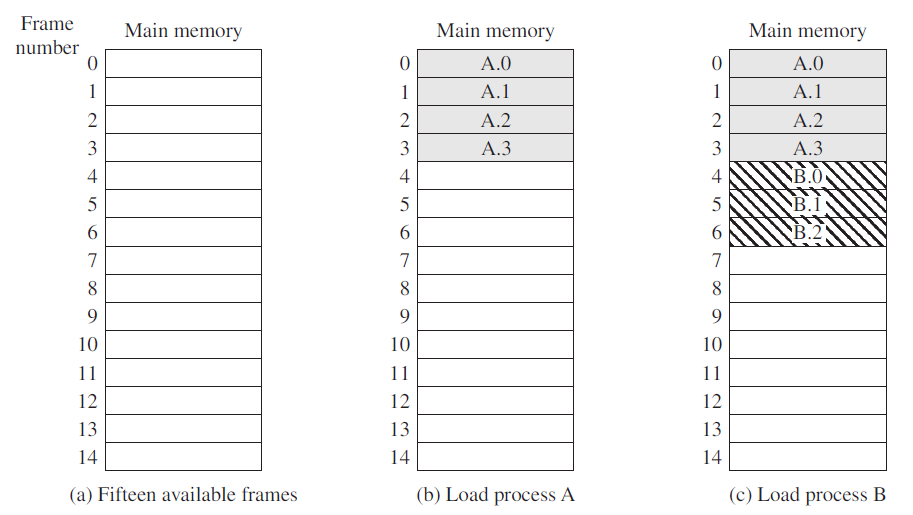 Frame
number
Main memory
0
1
2
3
4
5
6
7
8
9
10
11
12
13
14
(a) Fifteen available frames
Main memory
0 A.0
1 A.1
2 A.2
3 A.3
4
5
6
7
8
9
10
11
12
13
14
(b) Load process A
Main memory
0 A.0
1 A.1
2 A.2
3 A.3
4 B.0
5 B.1
6 B.2
7
8
9
10
11
12
13
14
(c) Load process B